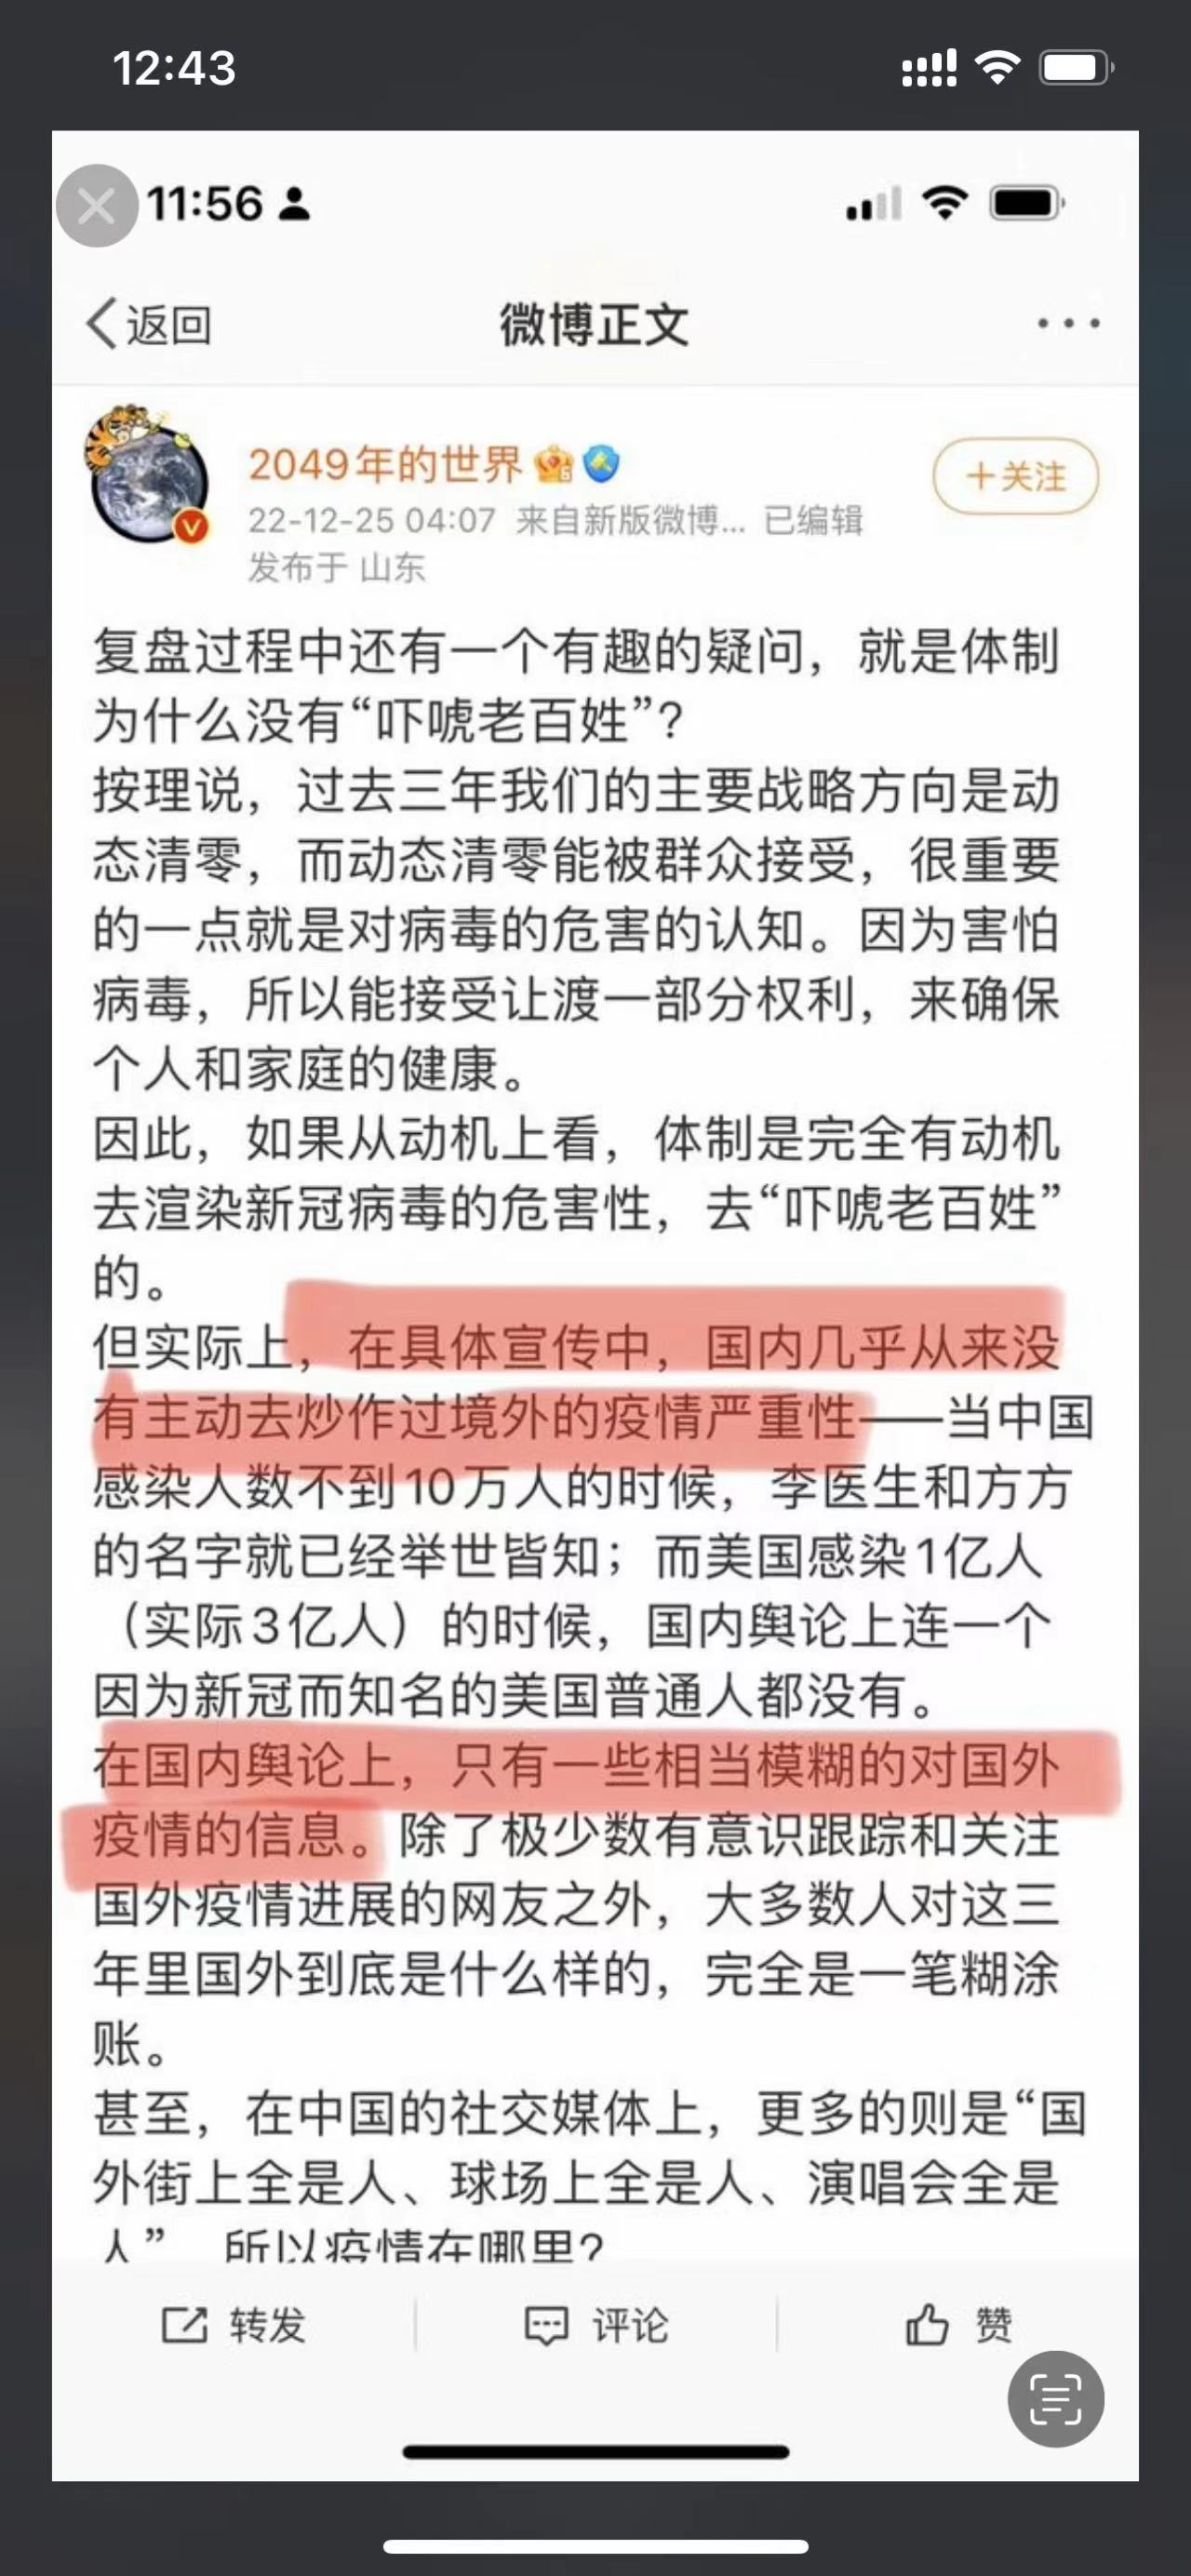 12:43
11:56
返回
微博正文
2049年的世界
+关注
22-12-25 04:07 来自新版微博... 已编辑
发布于 山东
复盘过程中还有一个有趣的疑问，就是体制
为什么没有“吓唬老百姓”？
按理说，过去三年我们的主要战略方向是动
态清零，而动态清零能被群众接受，很重要
的一点就是对病毒的危害的认知。因为害怕
病毒，所以能接受让渡一部分权利，来确保
个人和家庭的健康。
因此，如果从动机上看，体制是完全有动机
去渲染新冠病毒的危害性，去“吓唬老百姓”
的。
但实际上，在具体宣传中，国内几乎从来没
有主动去炒作过境外的疫情严重性——当中国
感染人数不到10万人的时候，李医生和方方
的名字就已经举世皆知；而美国感染1亿人
（实际3亿人）的时候，国内舆论上连一个
因为新冠而知名的美国普通人都没有。
在国内舆论上，只有一些相当模糊的对国外
疫情的信息。除了极少数有意识跟踪和关注
国外疫情进展的网友之外，大多数人对这三
年里国外到底是什么样的，完全是一笔糊涂
账。
甚至，在中国的社交媒体上，更多的则是“国
外街上全是人、球场上全是人、演唱会全是
人” 所以疫情在哪里？
转发
评论
赞